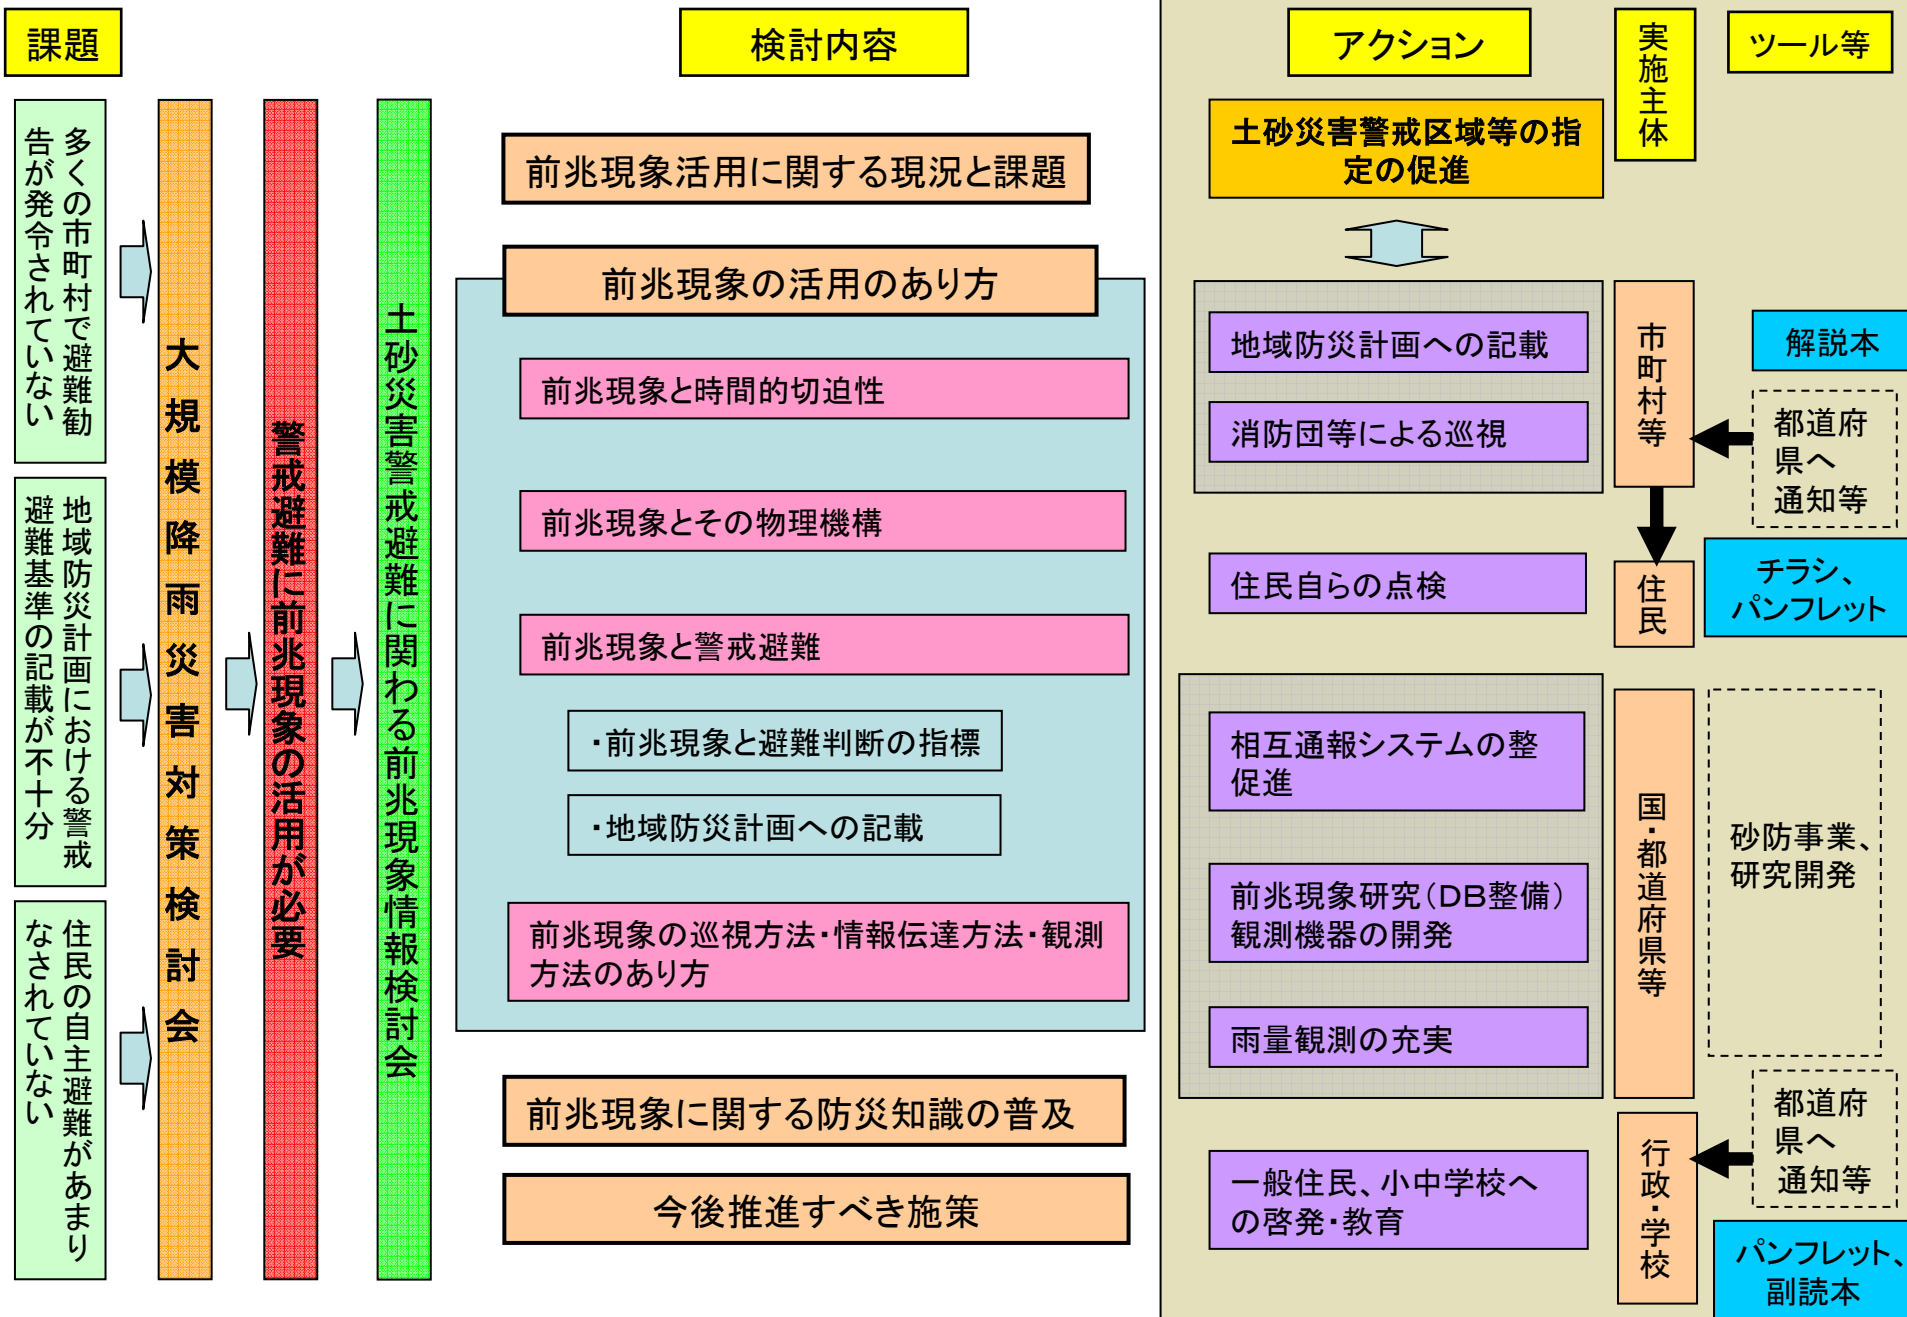 課題
検討内容
アクション
実施主体
ツール等
多くの市町村で避難勧
告が発令されていない
地域防災計画における警戒
避難基準の記載が不十分
住民の自主避難があまり
なされていない
大規模降雨災害対策検討会
警戒避難に前兆現象の活用が必要
土砂災害警戒避難に関わる前兆現象情報検討会
前兆現象活用に関する現況と課題
前兆現象の活用のあり方
前兆現象と時間的切迫性
前兆現象とその物理機構
前兆現象と警戒避難
・前兆現象と避難判断の指標
・地域防災計画への記載
前兆現象の巡視方法・情報伝達方法・観測
方法のあり方
前兆現象に関する防災知識の普及
今後推進すべき施策
土砂災害警戒区域等の指
定の促進
地域防災計画への記載
消防団等による巡視
住民自らの点検
相互通報システムの整
促進
前兆現象研究(DB整備)
観測機器の開発
雨量観測の充実
一般住民、小中学校へ
の啓発・教育
市町村等
住民
国・都道府県等
行政・学校
解説本
都道府
県へ
通知等
チラシ、
パンフレット
砂防事業、
研究開発
都道府
県へ
通知等
パンフレット、
副読本